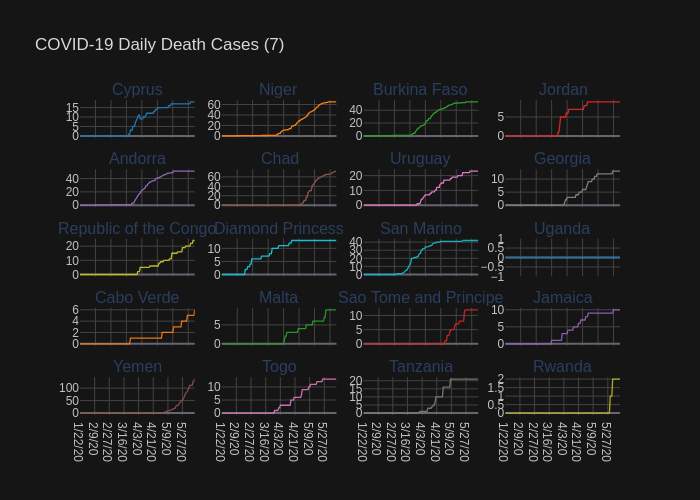 COVID-19 Daily Death Cases (7)
Cyprus Niger Burkina Faso Jordan
15 10 5 0 60 40 20 0 40 20 0 5 0
Andorra Chad Uruguay Georgia
40 20 0 60 40 20 0 20 10 0 10 5 0
Republic of the Congo Diamond Princess San Marino Uganda
20 10 0 10 5 0 40 30 20 10 0 1 0.5 0 −0.5 −1
Cabo Verde Malta Sao Tome and Principe Jamaica
6 4 2 0 5 0 10 5 0 10 5 0
Yemen Togo Tanzania Rwanda
100 50 0 10 5 0 20 15 10 5 0 2 1.5 1 0.5 0
1/22/20 2/9/20 2/27/20 3/16/20 4/3/20 4/21/20 5/9/20 5/27/20 1/22/20 2/9/20 2/27/20 3/16/20 4/3/20 4/21/20 5/9/20 5/27/20 1/22/20 2/9/20 2/27/20 3/16/20 4/3/20 4/21/20 5/9/20 5/27/20 1/22/20 2/9/20 2/27/20 3/16/20 4/3/20 4/21/20 5/9/20 5/27/20